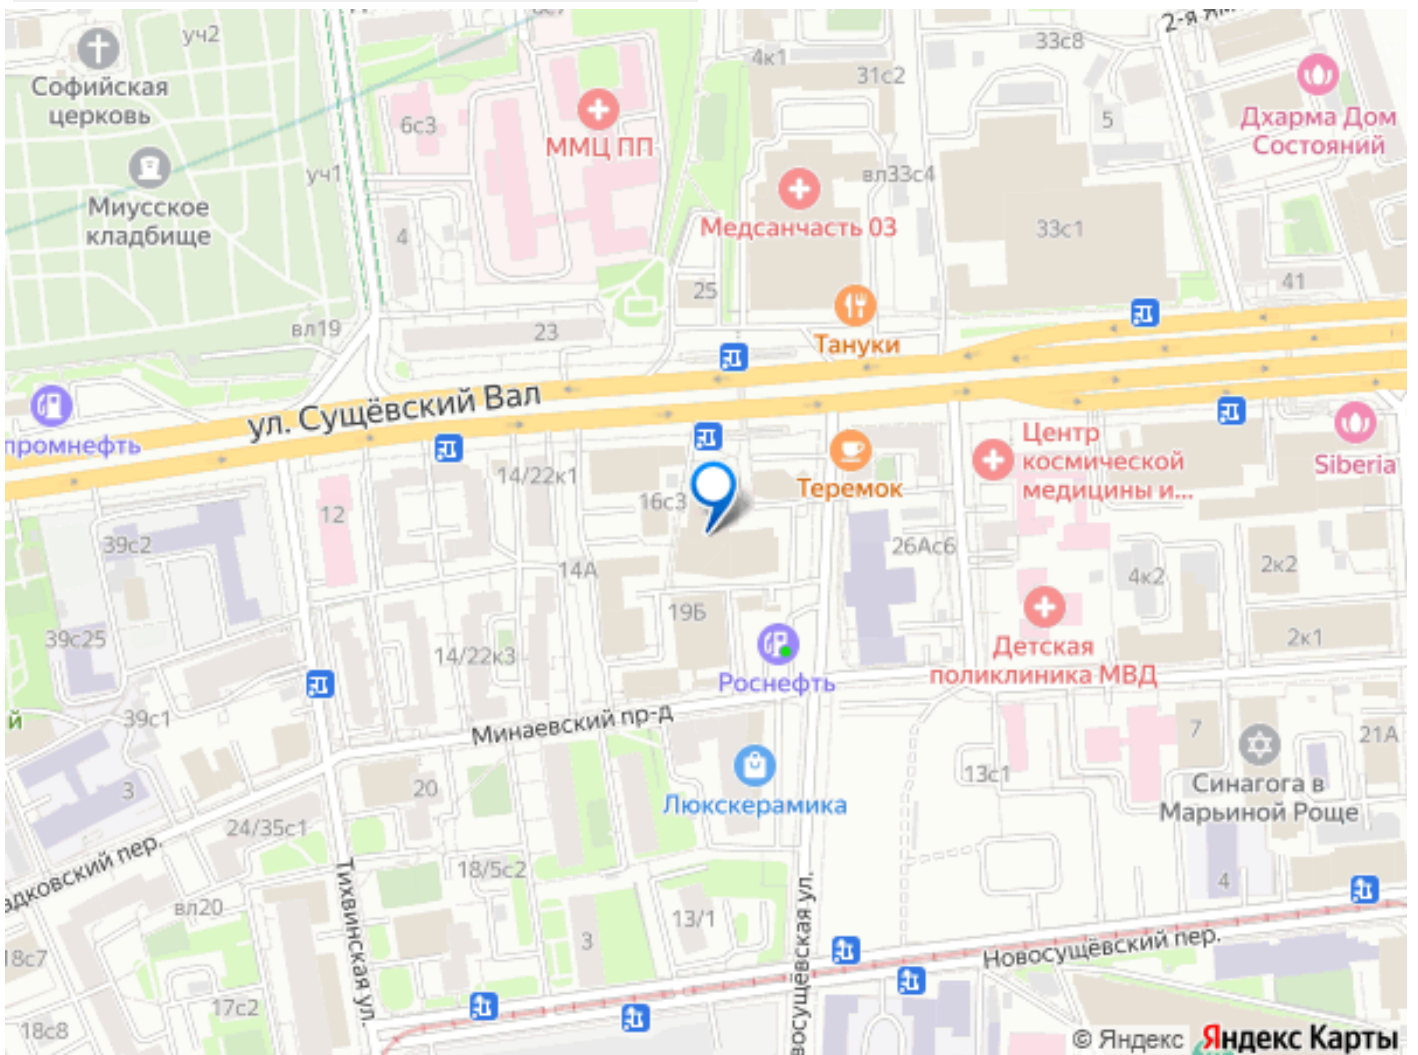 2-я Ям
уч2
6с7
4к1
33с8
31с2
Софийская
церковь
6с3
ММЦ ПП
5
Дхарма Дом
Состояний
уч1
вл33с4
Миусское
кладбище
4
Медсанчасть 03
33с1
25
41
вл19
23
Тануки
ул. Сущёвский Вал
промнефть
14/22к1
16с3
Теремок
Центр
космической
медицины и...
Siberia
12
39с2
14А
26Ас6
4к2
2к2
19Б
39с25
14/22к3
Роснефть
Детская
поликлиника МВД
2к1
й
39с1
Минаевский пр-д
7
21А
3
20
Люкскерамика
13с1
Синагога в
Марьиной Роще
24/35с1
адковский пер.
18/5с2
Тихвинская ул.
вл20
13/1
4
3
восущёвская ул.
Новосущёвский пер.
18с7
17с2
18с8
© Яндекс Яндекс Карты